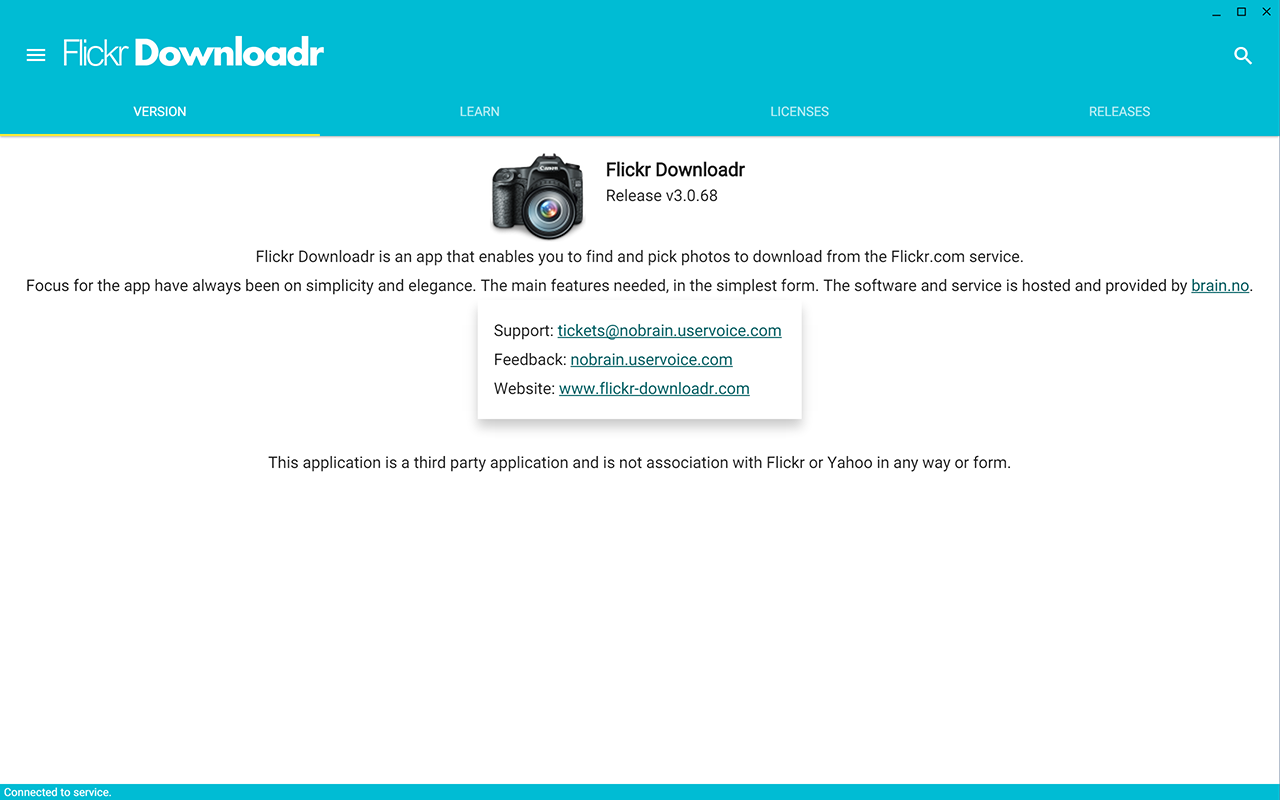 Flickr Downloadr
VERSION
LEARN
LICENSES
RELEASES
Canon
Flickr Downloadr
Release v3.0.68
Flickr Downloadr is an app that enables you to find and pick photos to download from the Flickr.com service.
Focus for the app have always been on simplicity and elegance. The main features needed, in the simplest form. The software and service is hosted and provided by brain.no.
Support: tickets@nobrain.uservoice.com
Feedback: nobrain.uservoice.com
Website: www.flickr-downloadr.com
This application is a third party application and is not association with Flickr or Yahoo in any way or form.
Connected to service.